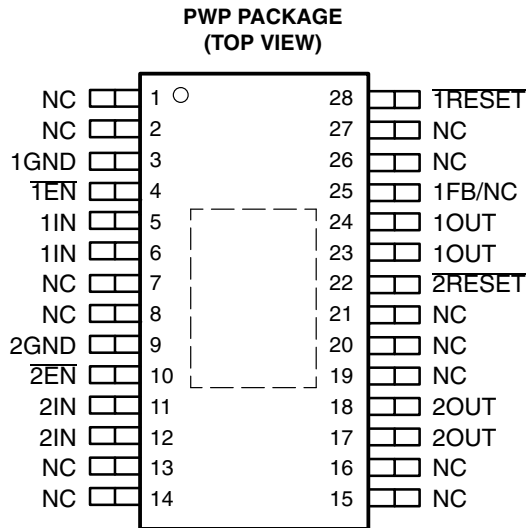 PWP PACKAGE
(TOP VIEW)
NC 1 28 1RESET
NC 2 27 NC
1GND 3 26 NC
1EN 4 25 1FB/NC
1IN 5 24 1OUT
1IN 6 23 1OUT
NC 7 22 2RESET
NC 8 21 NC
2GND 9 20 NC
2EN 10 19 NC
2IN 11 18 2OUT
2IN 12 17 2OUT
NC 13 16 NC
NC 14 15 NC